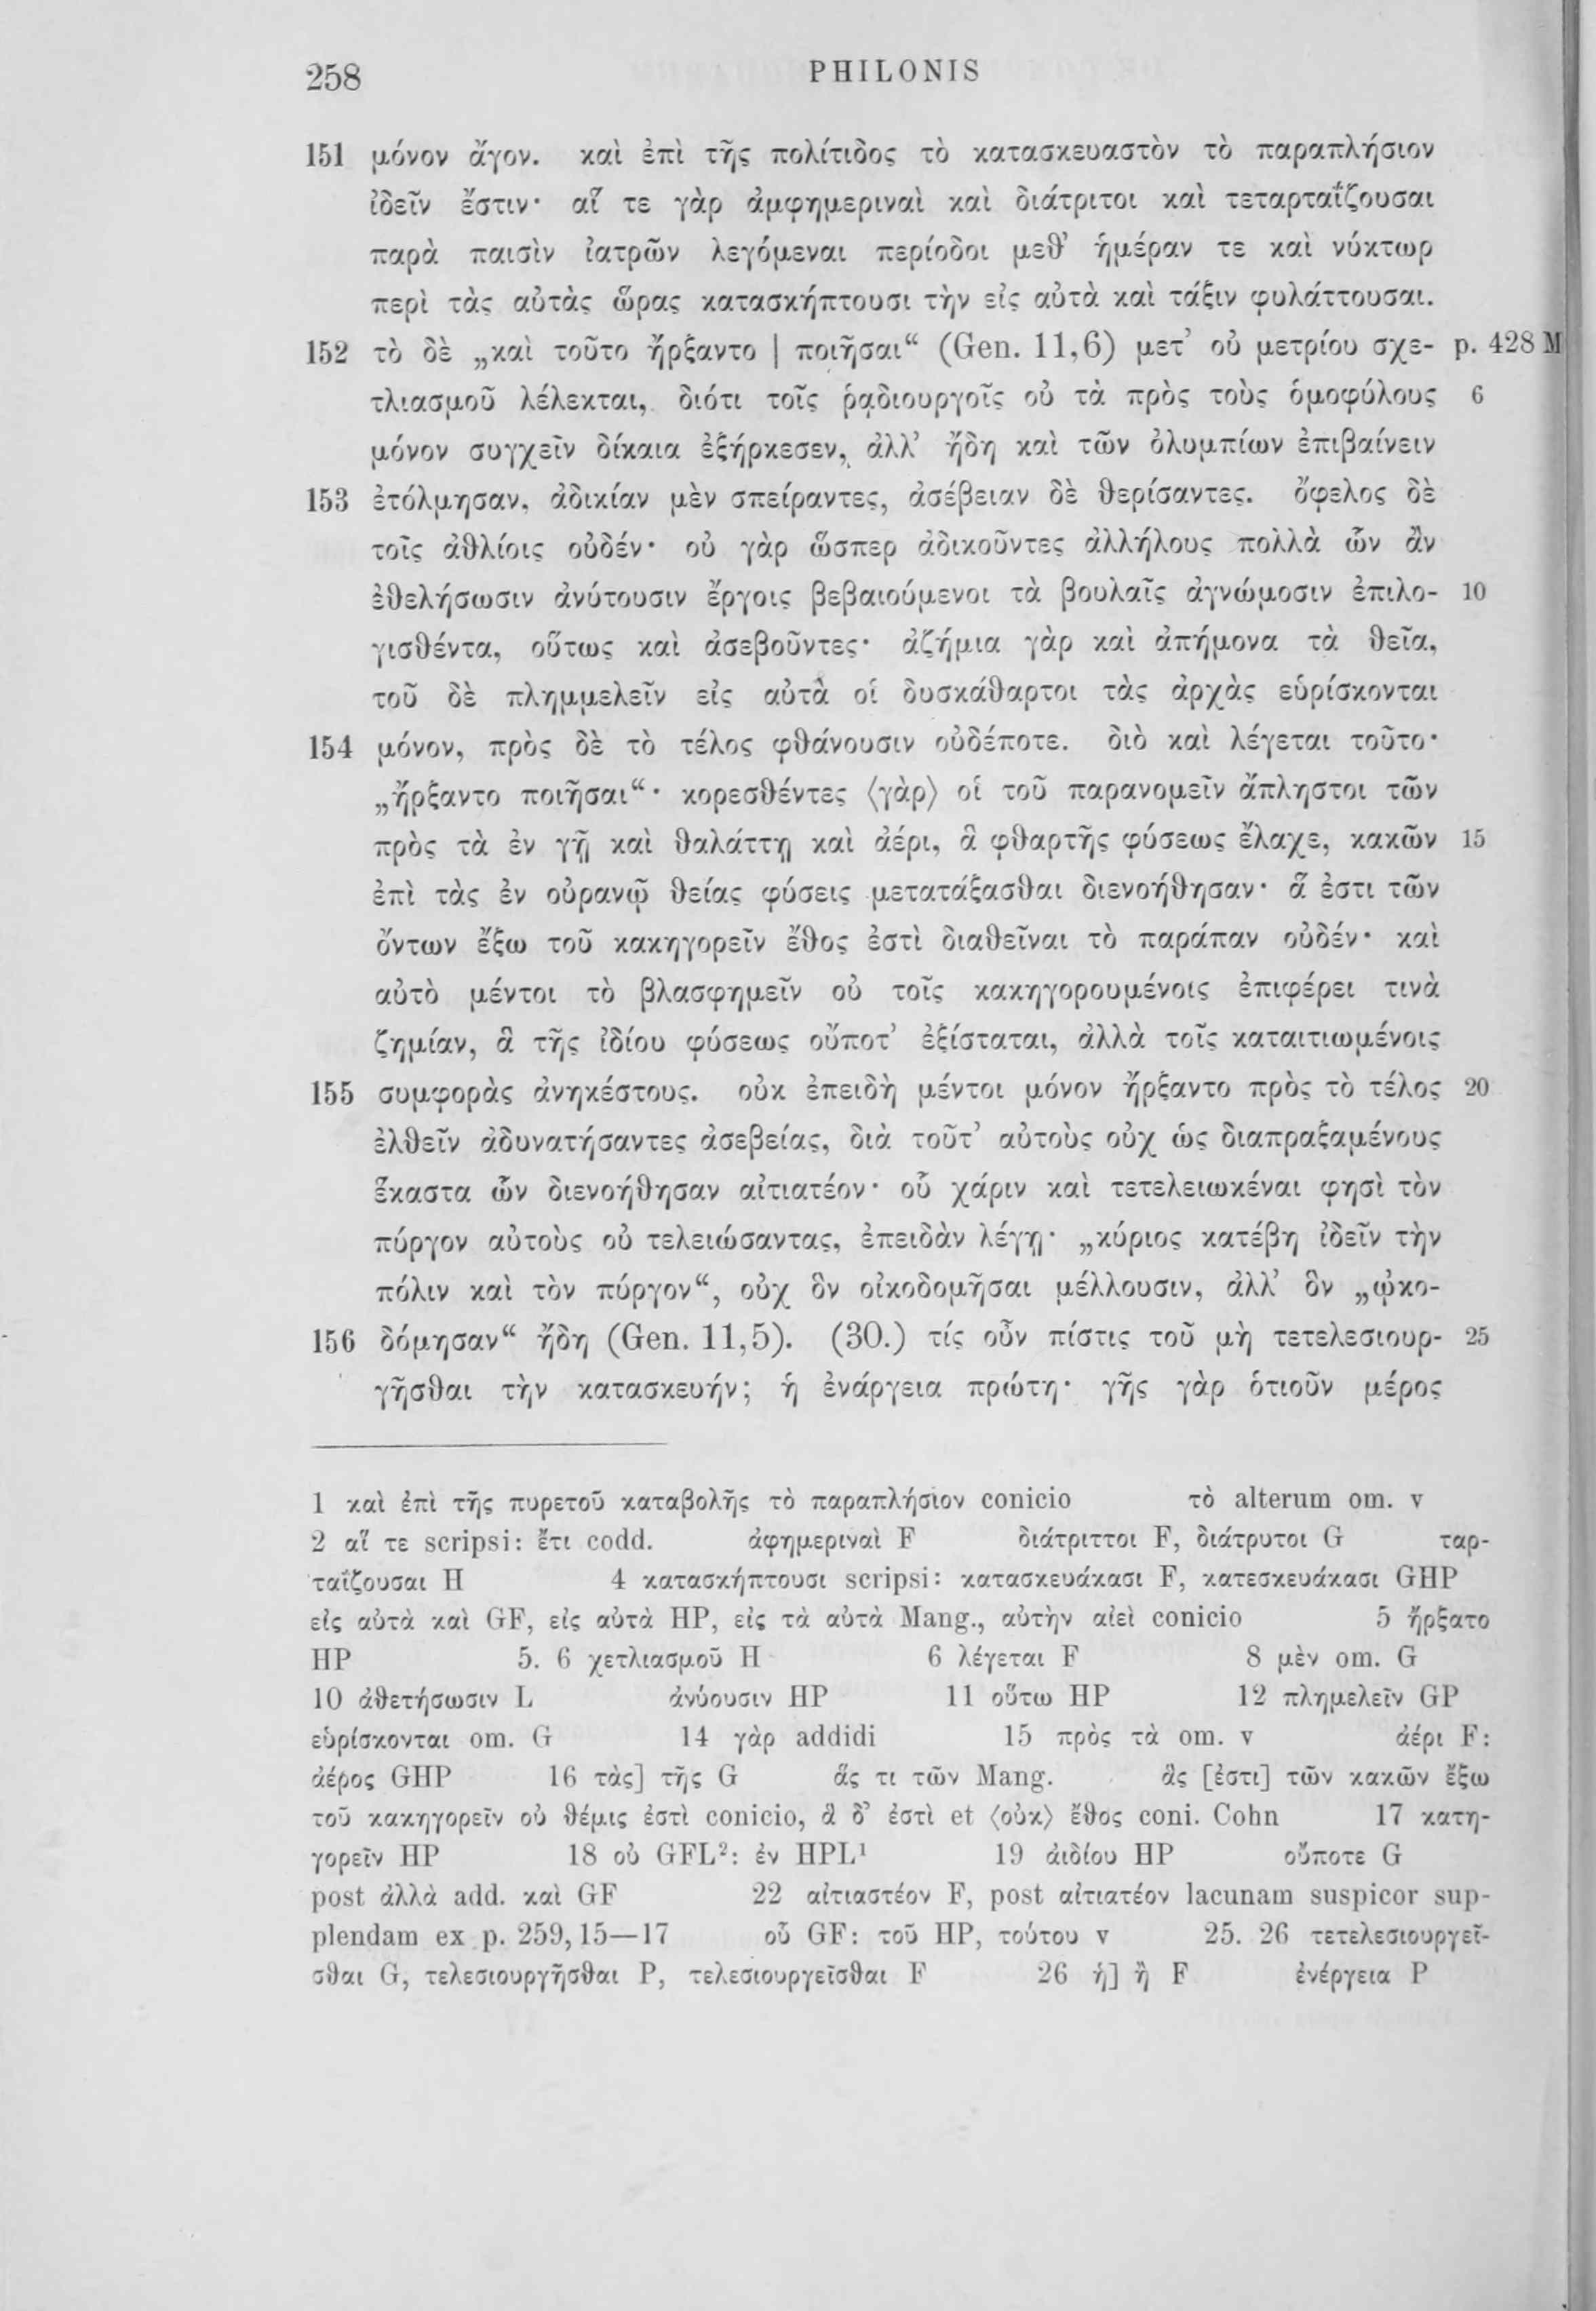 258 PHILONIS
151 μόνον ἄγον. καὶ ἐπὶ τῆς πολίτιδος τὸ κατασκευαστὸν τὸ παραπλήσιον
ἰδεῖν ἔστιν· αἵ τε γὰρ ἀμφημεριναὶ καὶ διάτριτοι καὶ τεταρταΐζουσαι
παρὰ παισὶν ἰατρῶν λεγόμεναι περίοδοι μεθ’ ἡμέραν τε καὶ νύκτωρ
περὶ τὰς αὐτὰς ὥρας κατασκήπτουσι τὴν εἰς αὐτὰ καὶ τάξιν φυλάττουσαι.
152 τὸ δὲ „καὶ τοῦτο ἤρξαντο | ποιῆσαι“ (Gen. 11,6) μετ’ οὐ μετρίου σχε- p. 428 M
τλιασμοῦ λέλεκται, διότι τοῖς ῥᾳδιουργοῖς οὐ τὰ πρὸς τοὺς ὁμοφύλους 6
μόνον συγχεῖν δίκαια ἐξήρκεσεν, ἀλλ’ ἤδη καὶ τῶν ὀλυμπίων ἐπιβαίνειν
153 ἐτόλμησαν, ἀδικίαν μὲν σπείραντες, ἀσέβειαν δὲ θερίσαντες. ὄφελος δὲ
τοῖς ἀθλίοις οὐδέν· οὐ γὰρ ὥσπερ ἀδικοῦντες ἀλλήλους πολλὰ ὧν ἂν
ἐθελήσωσιν ἀνύτουσιν ἔργοις βεβαιούμενοι τὰ βουλαῖς ἀγνώμοσιν ἐπιλο- 10
γισθέντα, οὕτως καὶ ἀσεβοῦντες· ἀζήμια γὰρ καὶ ἀπήμονα τὰ θεῖα,
τοῦ δὲ πλημμελεῖν εἰς αὐτὰ οἱ δυσκάθαρτοι τὰς ἀρχὰς εὑρίσκονται
154 μόνον, πρὸς δὲ τὸ τέλος φθάνουσιν οὐδέποτε. διὸ καὶ λέγεται τοῦτο·
„ἤρξαντο ποιῆσαι“· κορεσθέντες ⟨γὰρ⟩ οἱ τοῦ παρανομεῖν ἄπληστοι τῶν
πρὸς τὰ ἐν γῇ καὶ θαλάττῃ καὶ ἀέρι, ἃ φθαρτῆς φύσεως ἔλαχε, κακῶν 15
ἐπὶ τὰς ἐν οὐρανῷ θείας φύσεις μετατάξασθαι διενοήθησαν· ἅ ἐστι τῶν
ὄντων ἔξω τοῦ κακηγορεῖν ἔθος ἐστὶ διαθεῖναι τὸ παράπαν οὐδέν· καὶ
αὐτὸ μέντοι τὸ βλασφημεῖν οὐ τοῖς κακηγορουμένοις ἐπιφέρει τινὰ
ζημίαν, ἃ τῆς ἰδίου φύσεως οὔποτ’ ἐξίσταται, ἀλλὰ τοῖς καταιτιωμένοις
155 συμφορὰς ἀνηκέστους. οὐκ ἐπειδὴ μέντοι μόνον ἤρξαντο πρὸς τὸ τέλος 20
ἐλθεῖν ἀδυνατήσαντες ἀσεβείας, διὰ τοῦτ’ αὐτοὺς οὐχ ὡς διαπραξαμένους
ἕκαστα ὧν διενοήθησαν αἰτιατέον· οὗ χάριν καὶ τετελειωκέναι φησὶ τὸν
πύργον αὐτοὺς οὐ τελειώσαντας, ἐπειδὰν λέγῃ· „κύριος κατέβη ἰδεῖν τὴν
πόλιν καὶ τὸν πύργον“, οὐχ ὃν οἰκοδομῆσαι μέλλουσιν, ἀλλ’ ὃν „ᾠκο-
156 δόμησαν“ ἤδη (Gen. 11,5). (30.) τίς οὖν πίστις τοῦ μὴ τετελεσιουρ- 25
γῆσθαι τὴν κατασκευήν; ἡ ἐνάργεια πρώτη· γῆς γὰρ ὁτιοῦν μέρος
1 καὶ ἐπὶ τῆς πυρετοῦ καταβολῆς τὸ παραπλήσιον conicio τὸ alterum om. v
2 αἵ τε scripsi: ἔτι codd. ἀφημεριναὶ F διάτριττοι F, διάτρυτοι G ταρ-
ταΐζουσαι H 4 κατασκήπτουσι scripsi: κατασκευάκασι F, κατεσκευάκασι GHP
εἰς αὐτὰ καὶ GF, εἰς αὐτὰ HP, εἰς τὰ αὐτὰ Mang., αὐτὴν αἰεὶ conicio 5 ἤρξατο
HP 5. 6 χετλιασμοῦ H 6 λέγεται F 8 μὲν om. G
10 ἀθετήσωσιν L ἀνύουσιν HP 11 οὕτω HP 12 πλημελεῖν GP
εὑρίσκονται om. G 14 γὰρ addidi 15 πρὸς τὰ om. v ἀέρι F:
ἀέρος GHP 16 τὰς] τῆς G ἅς τι τῶν Mang. ἃς [ἐστι] τῶν κακῶν ἔξω
τοῦ κακηγορεῖν οὐ θέμις ἐστὶ conicio, ἃ δ’ ἐστὶ et ⟨οὐκ⟩ ἔθος coni. Cohn 17 κατη-
γορεῖν HP 18 οὐ GFL²: ἐν HPL¹ 19 ἀιδίου HP οὔποτε G
post ἀλλὰ add. καὶ GF 22 αἰτιαστέον F, post αἰτιατέον lacunam suspicor sup-
plendam ex p. 259,15—17 οὗ GF: τοῦ HP, τούτου v 25. 26 τετελεσιουργεῖ-
σθαι G, τελεσιουργῆσθαι P, τελεσιουργεῖσθαι F 26 ἡ] ἢ F ἐνέργεια P